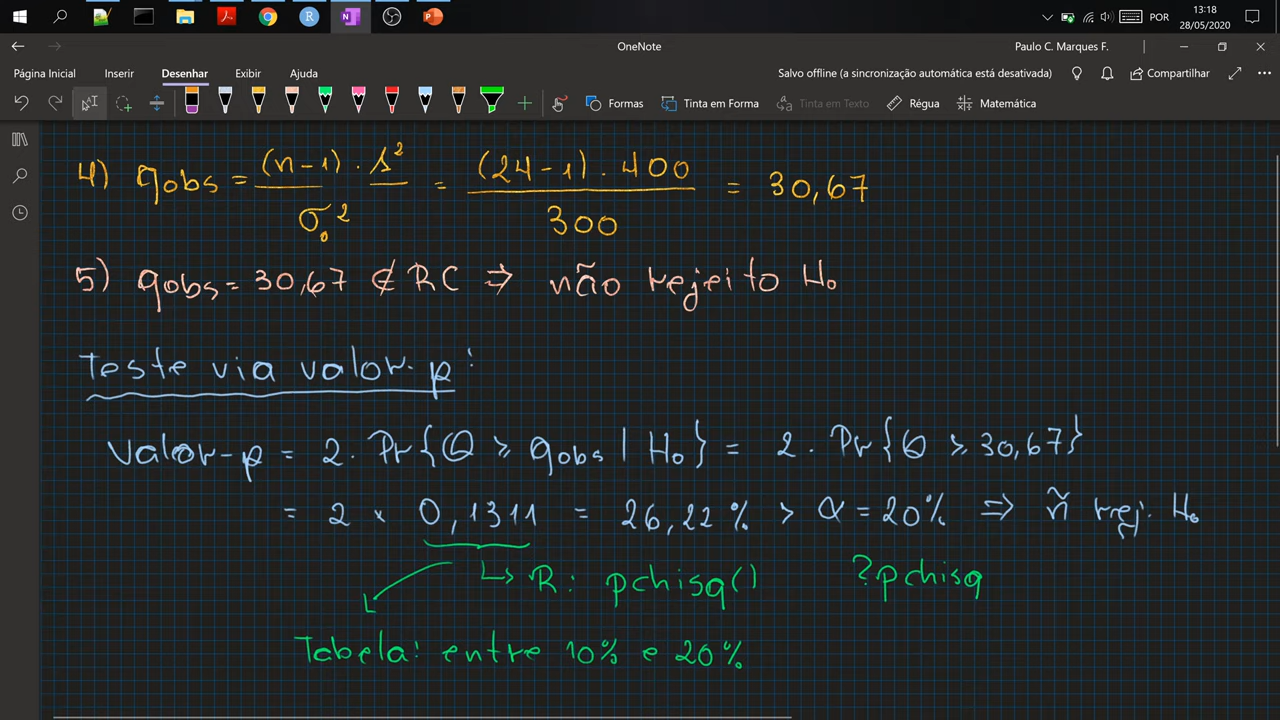 13:18
POR
28/05/2020
OneNote
Paulo C. Marques F.
Página Inicial Inserir Desenhar Exibir Ajuda
Salvo offline (a sincronização automática está desativada)
Compartilhar
Formas Tinta em Forma Tinta em Texto Régua Matemática
4) qobs = (n-1) . s² / σ₀² = (24-1) . 400 / 300 = 30,67
5) qobs = 30,67 ∉ RC ⇒ não rejeito H₀
Teste via valor-p:
Valor-p = 2. Pr{Q ≥ qobs | H₀} = 2. Pr{Q ≥ 30,67}
= 2 × 0,1311 = 26,22% > α = 20% ⇒ ñ rej. H₀
↳ R: pchisq() ?pchisq
Tabela: entre 10% e 20%